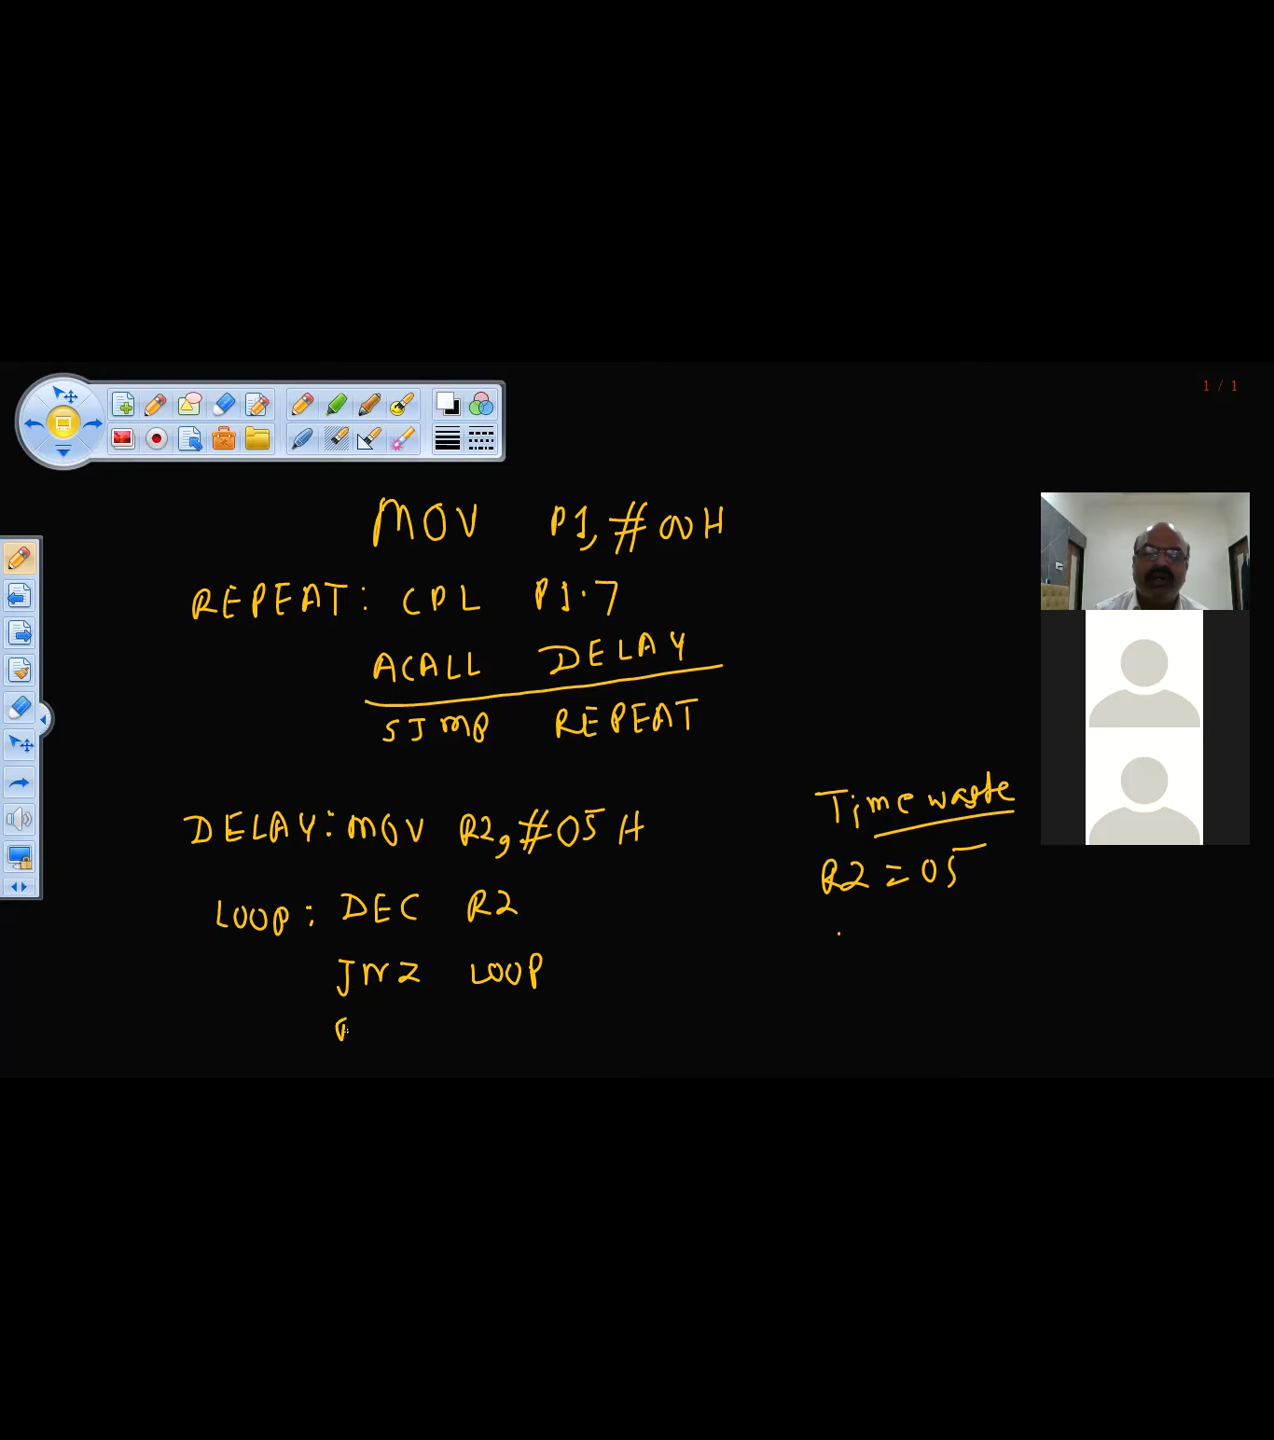 1 / 1
MOV P1, #00H
REPEAT: CPL P1.7
ACALL DELAY
SJMP REPEAT
DELAY: MOV R2, #05H
LOOP: DEC R2
JNZ LOOP
Time waste
R2 = 05